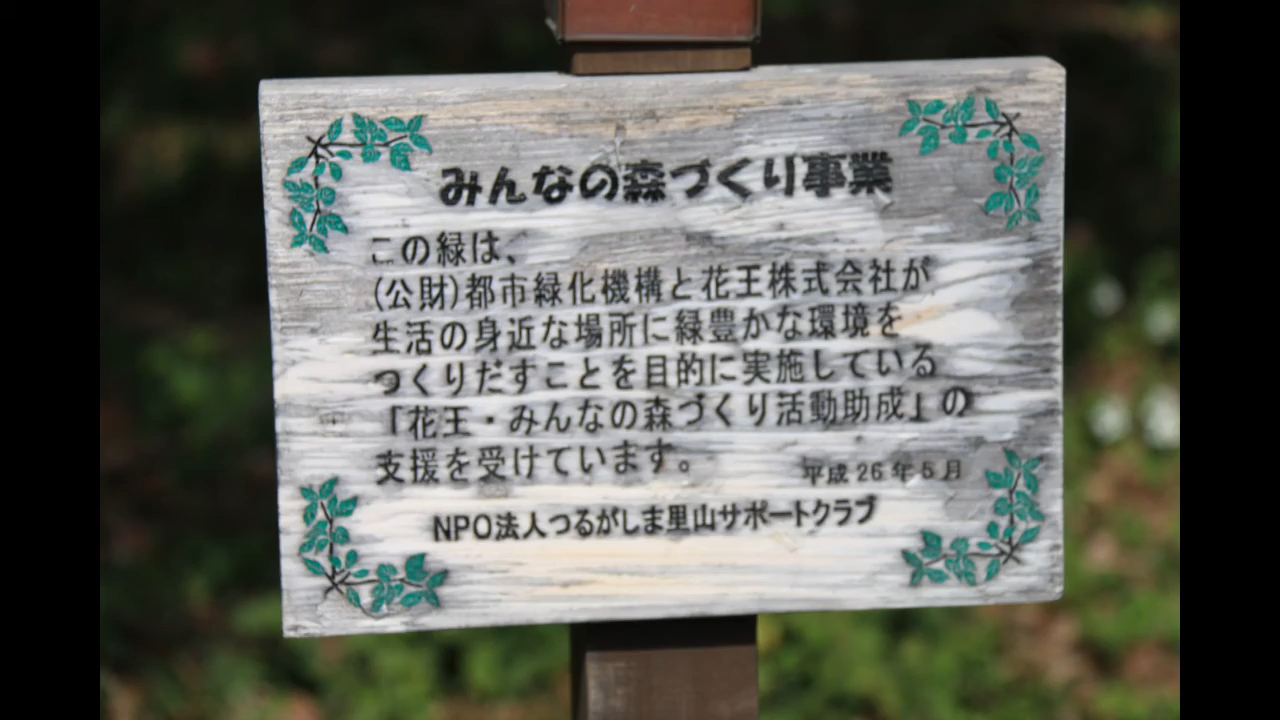 みんなの森づくり事業
この緑は、
(公財)都市緑化機構と花王株式会社が
生活の身近な場所に緑豊かな環境を
つくりだすことを目的に実施している
「花王・みんなの森づくり活動助成」の
支援を受けています。
平成26年5月
NPO法人つるがしま里山サポートクラブ